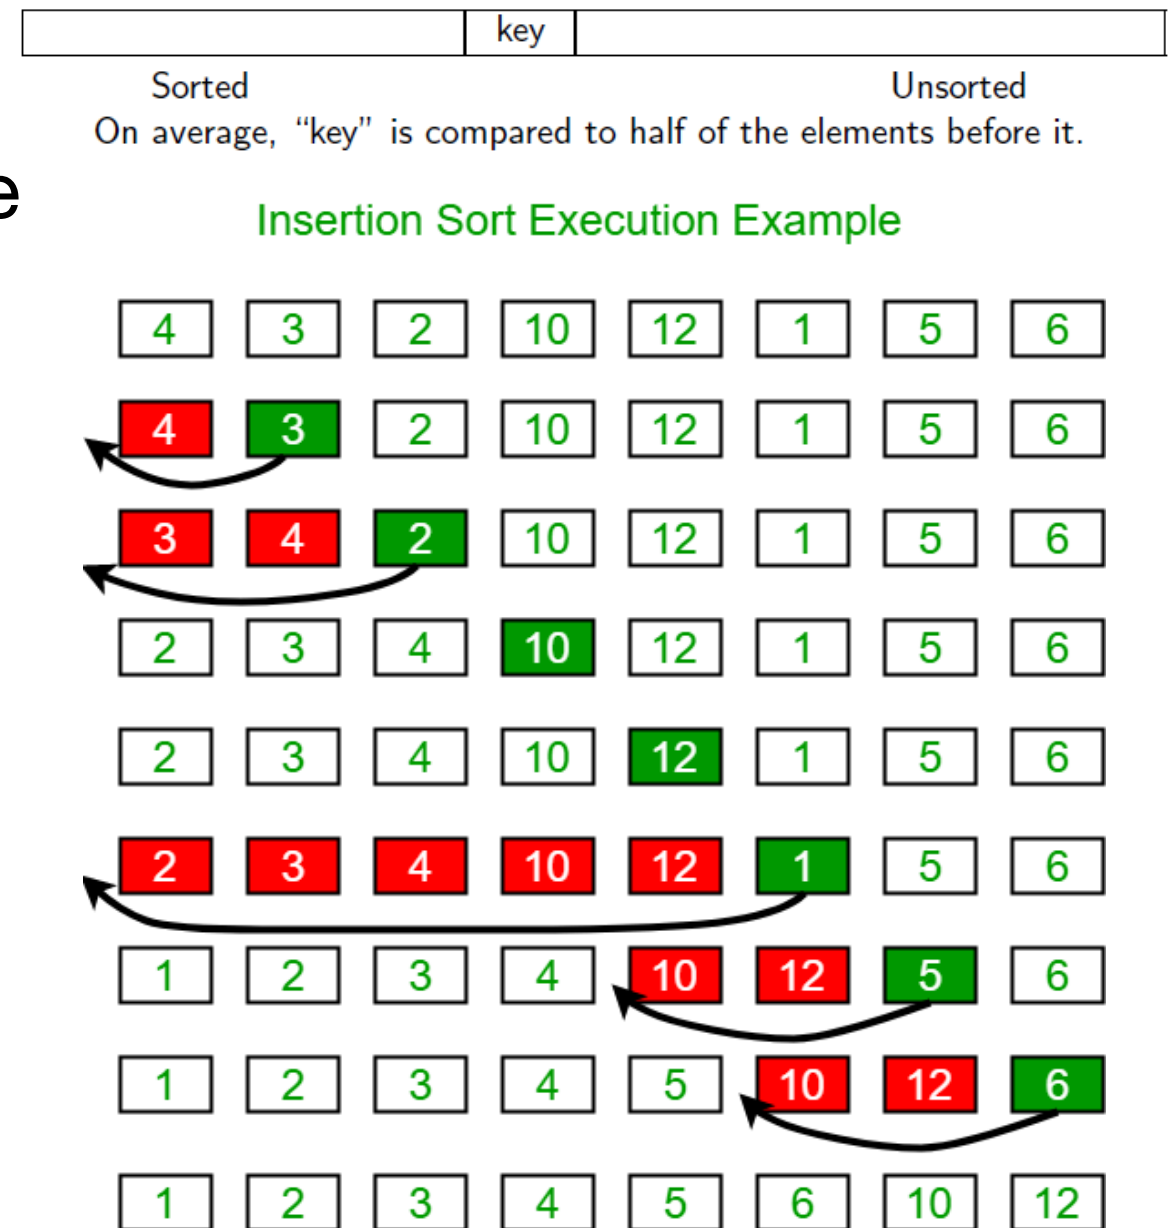 key
Sorted Unsorted
On average, “key” is compared to half of the elements before it.
e
Insertion Sort Execution Example
4 3 2 10 12 1 5 6
4 3 2 10 12 1 5 6
3 4 2 10 12 1 5 6
2 3 4 10 12 1 5 6
2 3 4 10 12 1 5 6
2 3 4 10 12 1 5 6
1 2 3 4 10 12 5 6
1 2 3 4 5 10 12 6
1 2 3 4 5 6 10 12